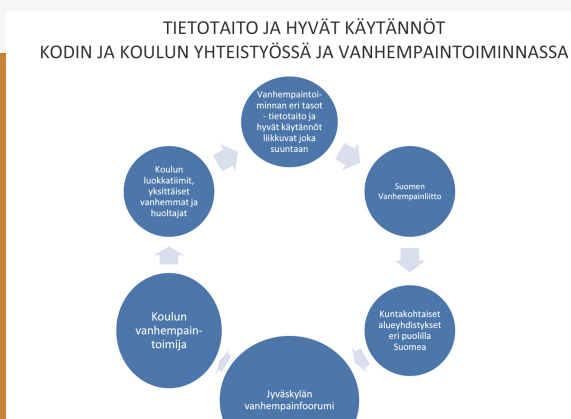 TIETOTAITO JA HYVÄT KÄYTÄNNÖT
KODIN JA KOULUN YHTEISTYÖSSÄ JA VANHEMPAINTOIMINNASSA
Vanhempaintoi-
minnan eri tasot
- tietotaito ja
hyvät käytännöt
liikkuvat joka
suuntaan
Suomen
Vanhempainliitto
Kuntakohtaiset
alueyhdistykset
eri puolilla
Suomea
Jyväskylän
vanhempainfoorumi
Koulun
vanhempain-
toimija
Koulun
luokkatiimit,
yksittäiset
vanhemmat ja
huoltajat